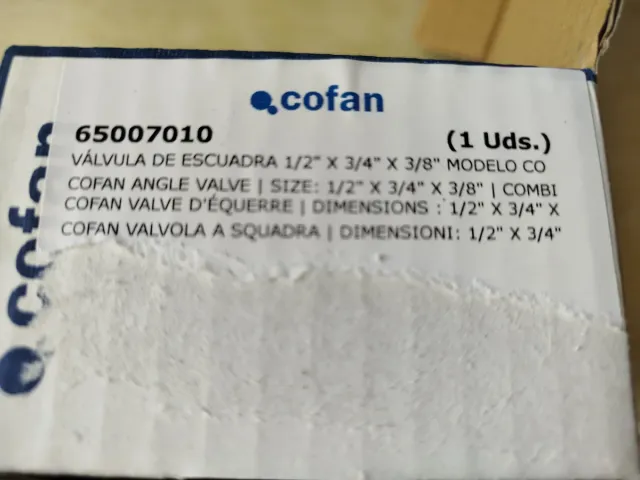 cofan
65007010 (1 Uds.)
VÁLVULA DE ESCUADRA 1/2" X 3/4" X 3/8" MODELO CO
COFAN ANGLE VALVE | SIZE: 1/2" X 3/4" X 3/8" | COMBI
COFAN VALVE D'ÉQUERRE | DIMENSIONS : 1/2" X 3/4" X
COFAN VALVOLA A SQUADRA | DIMENSIONI: 1/2" X 3/4"
cofan